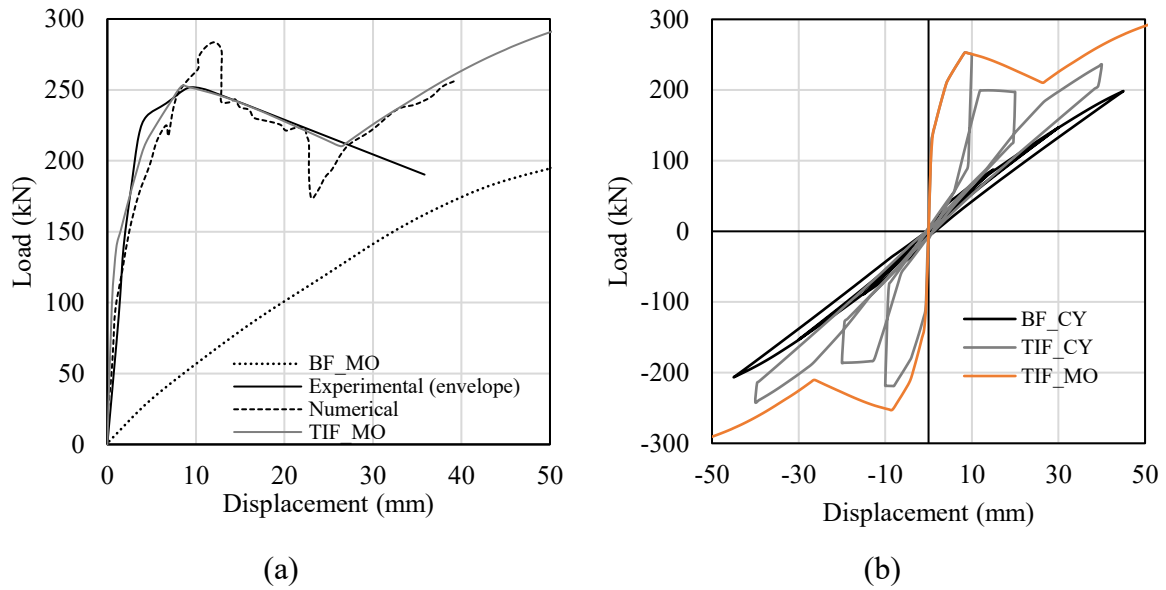 300
250
200
150
100
50
0
Load (kN)
BF_MO
Experimental (envelope)
Numerical
TIF_MO
0 10 20 30 40 50
Displacement (mm)
(a)
300
200
100
0
-100
-200
-300
Load (kN)
BF_CY
TIF_CY
TIF_MO
-50 -30 -10 10 30 50
Displacement (mm)
(b)